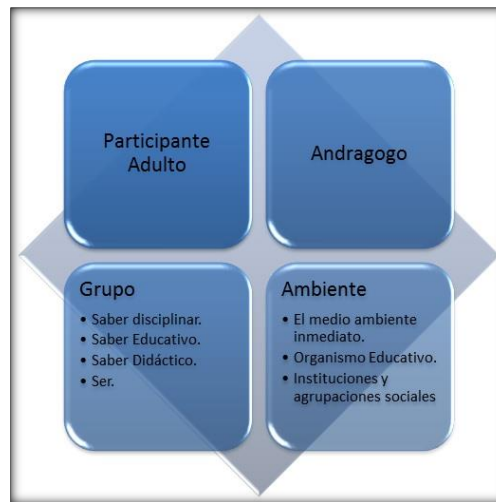 Participante
Adulto
Andragogo
Grupo
• Saber disciplinar.
• Saber Educativo.
• Saber Didáctico.
• Ser.
Ambiente
• El medio ambiente
inmediato.
• Organismo Educativo.
• Instituciones y
agrupaciones sociales